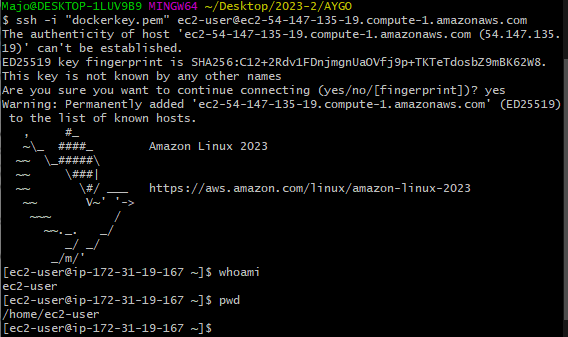 Majo@DESKTOP-1LUV9B9 MINGW64 ~/Desktop/2023-2/AYGO
$ ssh -i "dockerkey.pem" ec2-user@ec2-54-147-135-19.compute-1.amazonaws.com
The authenticity of host 'ec2-54-147-135-19.compute-1.amazonaws.com (54.147.135.
19)' can't be established.
ED25519 key fingerprint is SHA256:C12+2Rdv1FDnjmgnUaOVfj9p+TKTeTdosbZ9mBK62W8.
This key is not known by any other names
Are you sure you want to continue connecting (yes/no/[fingerprint])? yes
Warning: Permanently added 'ec2-54-147-135-19.compute-1.amazonaws.com' (ED25519)
 to the list of known hosts.
   ,     #_
   ~\_  ####_        Amazon Linux 2023
  ~~  \_#####\
  ~~     \###|
  ~~       \#/ ___   https://aws.amazon.com/linux/amazon-linux-2023
   ~~       V~' '->
    ~~~         /
      ~~._.   _/
         _/ _/
       _/m/'
[ec2-user@ip-172-31-19-167 ~]$ whoami
ec2-user
[ec2-user@ip-172-31-19-167 ~]$ pwd
/home/ec2-user
[ec2-user@ip-172-31-19-167 ~]$